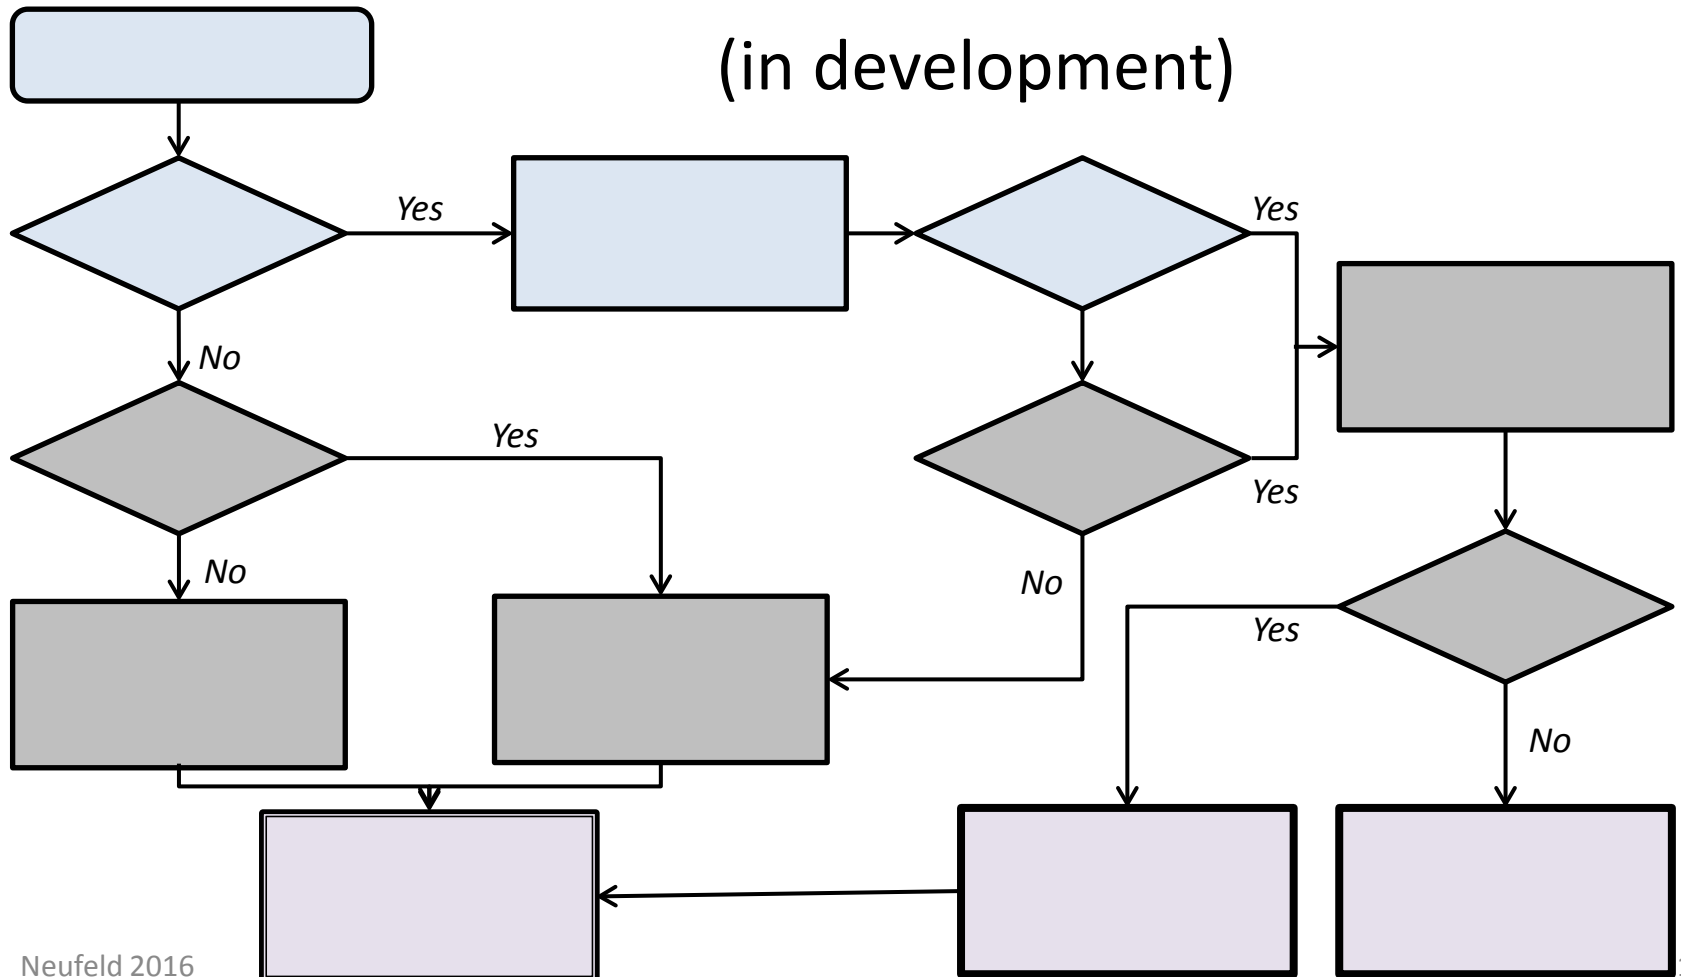 (in development)
Yes
Yes
No
Yes
Yes
No
No
Yes
No
Neufeld 2016